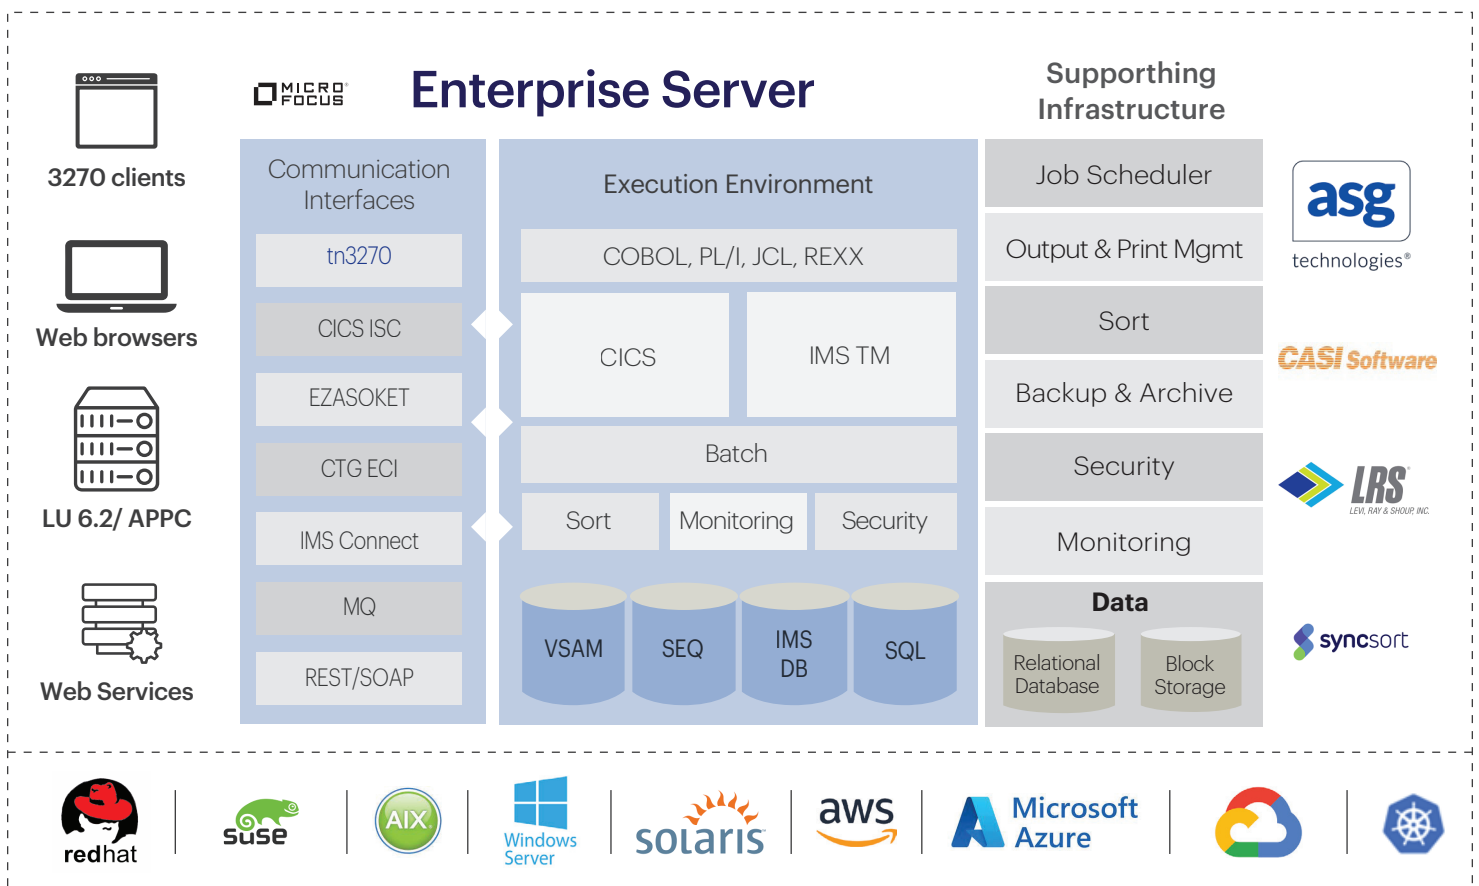 3270 clients
Web browsers
LU 6.2/ APPC
Web Services
MICRO
FOCUS
Enterprise Server
Communication
Interfaces
tn3270
CICS ISC
EZASOKET
CTG ECI
IMS Connect
MQ
REST/SOAP
Execution Environment
COBOL, PL/I, JCL, REXX
CICS
IMS TM
Batch
Sort
Monitoring
Security
VSAM
SEQ
IMS
DB
SQL
Supporthing
Infrastructure
Job Scheduler
Output & Print Mgmt
Sort
Backup & Archive
Security
Monitoring
Data
Relational
Database
Block
Storage
asg
technologies®
CASI Software
LRS
LEVI, RAY & SHOUP, INC.
syncsort
redhat
suse
AIX
Windows
Server
solaris
aws
Microsoft
Azure